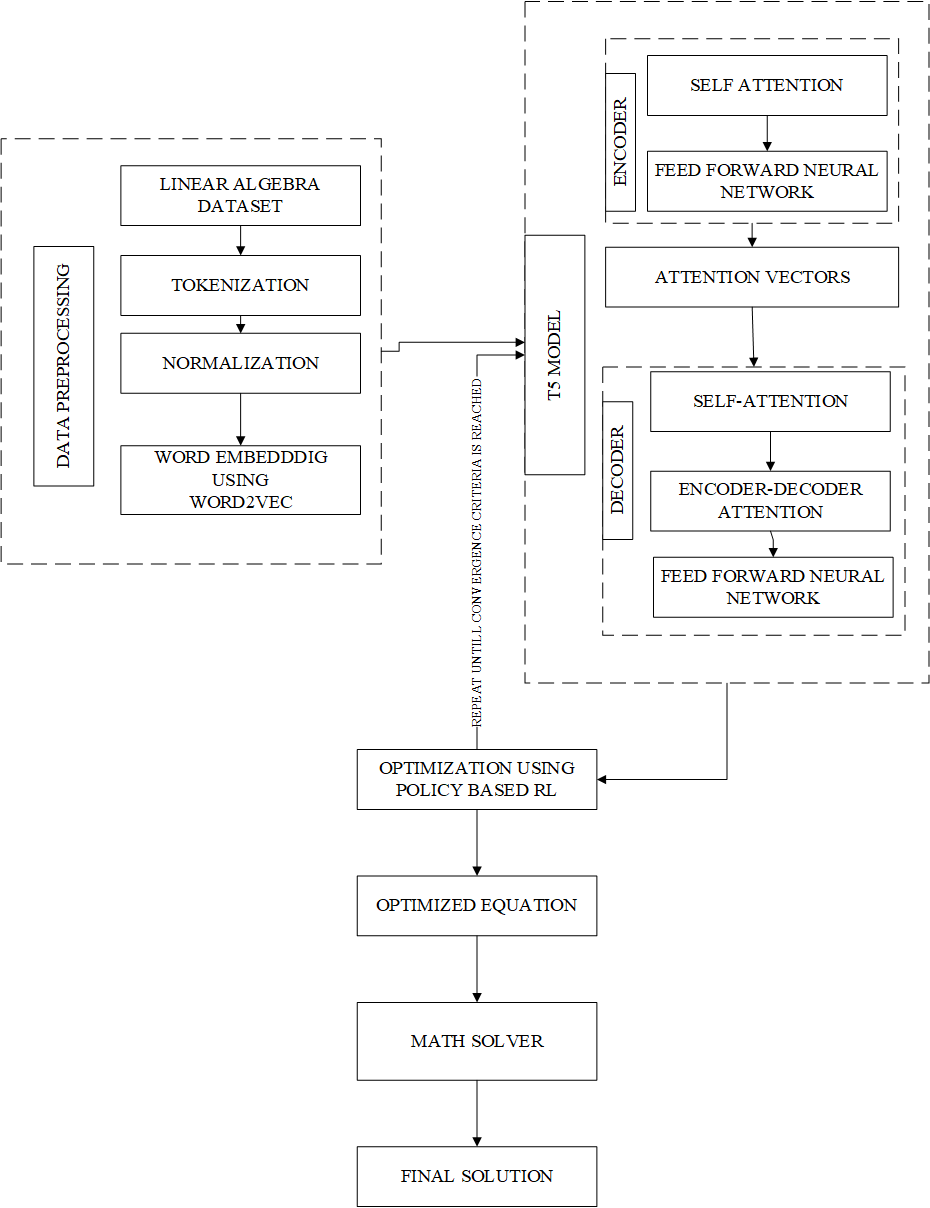 DATA PREPROCESSING
LINEAR ALGEBRA
DATASET
TOKENIZATION
NORMALIZATION
WORD EMBEDDDIG
USING
WORD2VEC
T5 MODEL
ENCODER
SELF ATTENTION
FEED FORWARD NEURAL
NETWORK
ATTENTION VECTORS
DECODER
SELF-ATTENTION
ENCODER-DECODER
ATTENTION
FEED FORWARD NEURAL
NETWORK
REPEAT UNTILL CONVERGENCE CRITERIA IS REACHED
OPTIMIZATION USING
POLICY BASED RL
OPTIMIZED EQUATION
MATH SOLVER
FINAL SOLUTION